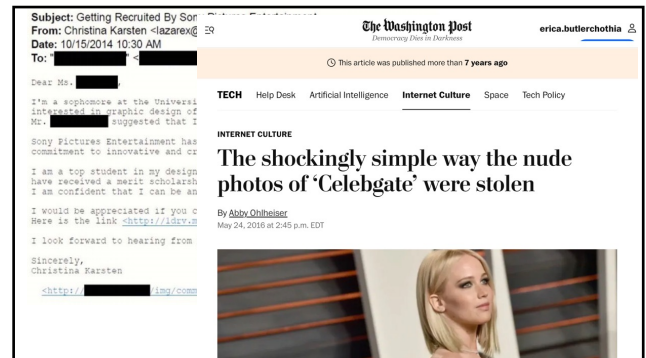 Subject: Getting Recruited By Sony Pictures Entertainment
From: Christina Karsten <lazarex@
Date: 10/15/2014 10:30 AM
To: " " <
Dear Ms. ,
I'm a sophomore at the Universi
interested in graphic design of
Mr. suggested that I
Sony Pictures Entertainment has
commitment to innovative and cr
I am a top student in my design
have received a merit scholarsh
I am confident that I can be an
I would be appreciated if you c
Here is the link <http://1drv.m
I look forward to hearing from
Sincerely,
Christina Karsten
<http:// /img/comm
The Washington Post
Democracy Dies in Darkness
erica.butlerchothia
This article was published more than 7 years ago
TECH Help Desk Artificial Intelligence Internet Culture Space Tech Policy
INTERNET CULTURE
The shockingly simple way the nude
photos of ‘Celebgate’ were stolen
By Abby Ohlheiser
May 24, 2016 at 2:45 p.m. EDT